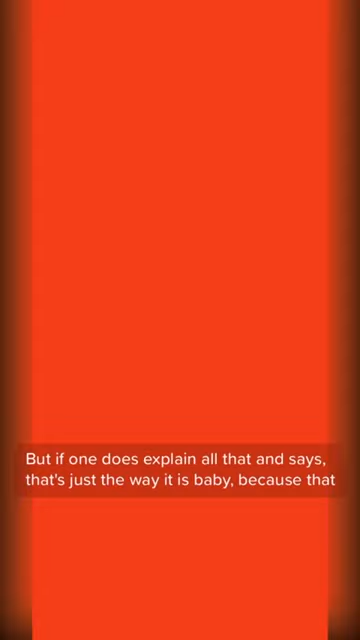 But if one does explain all that and says,
that's just the way it is baby, because that